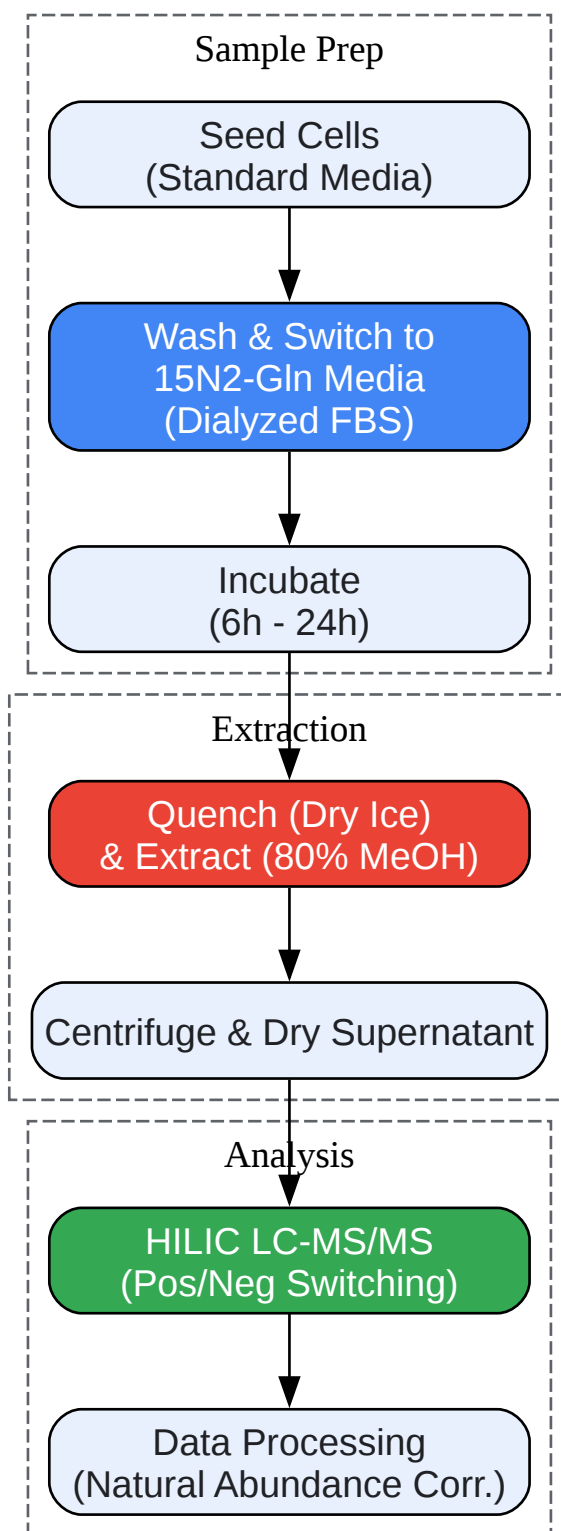 Sample Prep
Seed Cells
(Standard Media)
Wash & Switch to
15N2-Gln Media
(Dialyzed FBS)
Incubate
(6h - 24h)
Extraction
Quench (Dry Ice)
& Extract (80% MeOH)
Centrifuge & Dry Supernatant
Analysis
HILIC LC-MS/MS
(Pos/Neg Switching)
Data Processing
(Natural Abundance Corr.)